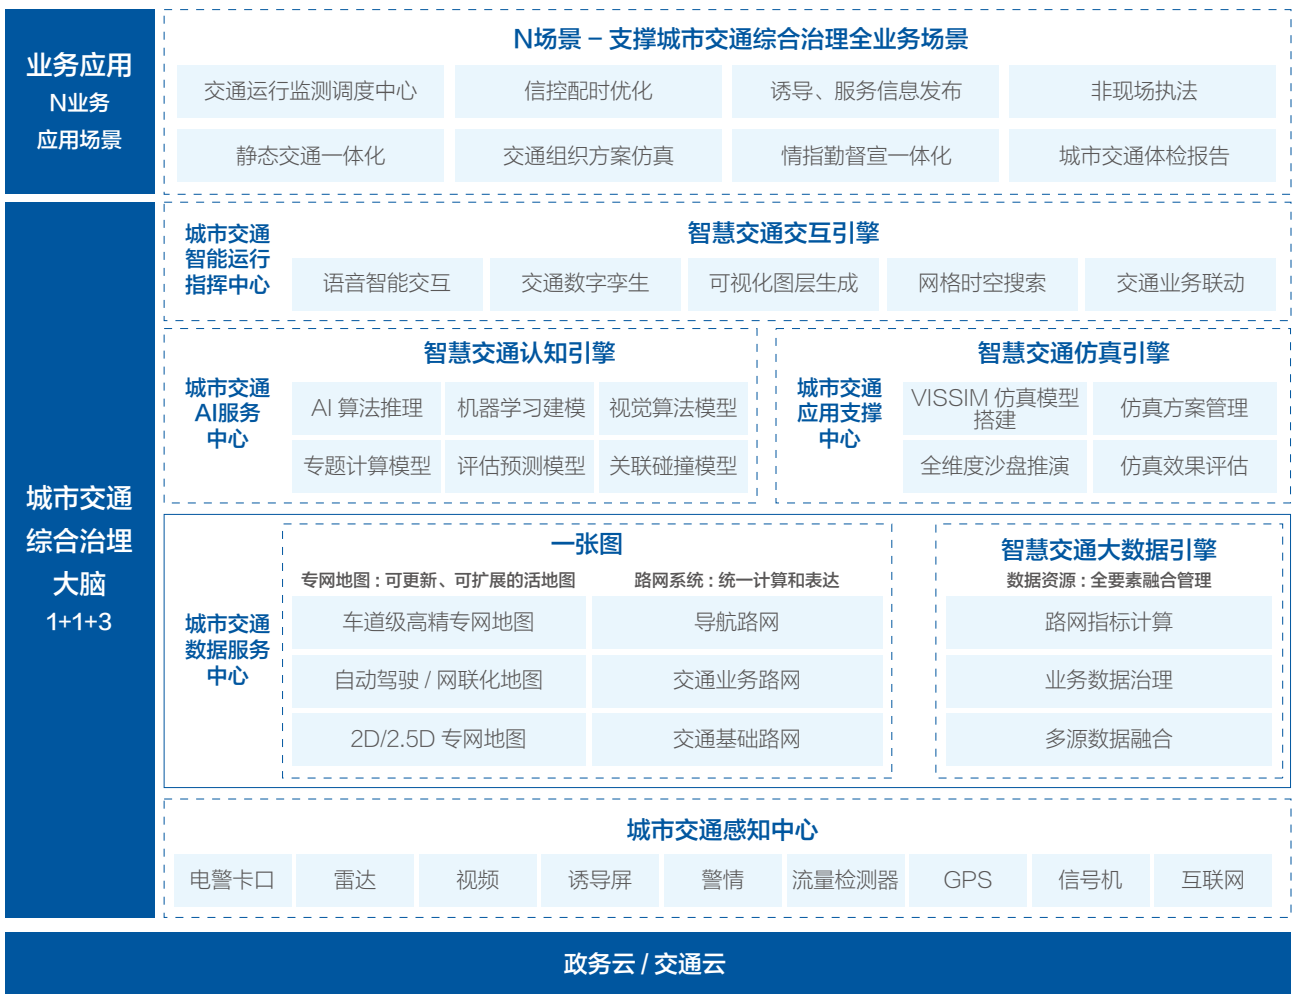 业务应用
N业务
应用场景
N场景 – 支撑城市交通综合治理全业务场景
交通运行监测调度中心
信控配时优化
诱导、服务信息发布
非现场执法
静态交通一体化
交通组织方案仿真
情指勤督宣一体化
城市交通体检报告
城市交通
综合治理
大脑
1+1+3
城市交通
智能运行
指挥中心
智慧交通交互引擎
语音智能交互
交通数字孪生
可视化图层生成
网格时空搜索
交通业务联动
城市交通
AI服务
中心
智慧交通认知引擎
AI 算法推理
机器学习建模
视觉算法模型
专题计算模型
评估预测模型
关联碰撞模型
城市交通
应用支撑
中心
智慧交通仿真引擎
VISSIM 仿真模型
搭建
仿真方案管理
全维度沙盘推演
仿真效果评估
城市交通
数据服务
中心
一张图
专网地图 : 可更新、可扩展的活地图
路网系统 : 统一计算和表达
车道级高精专网地图
导航路网
自动驾驶 / 网联化地图
交通业务路网
2D/2.5D 专网地图
交通基础路网
智慧交通大数据引擎
数据资源 : 全要素融合管理
路网指标计算
业务数据治理
多源数据融合
城市交通感知中心
电警卡口
雷达
视频
诱导屏
警情
流量检测器
GPS
信号机
互联网
政务云 / 交通云